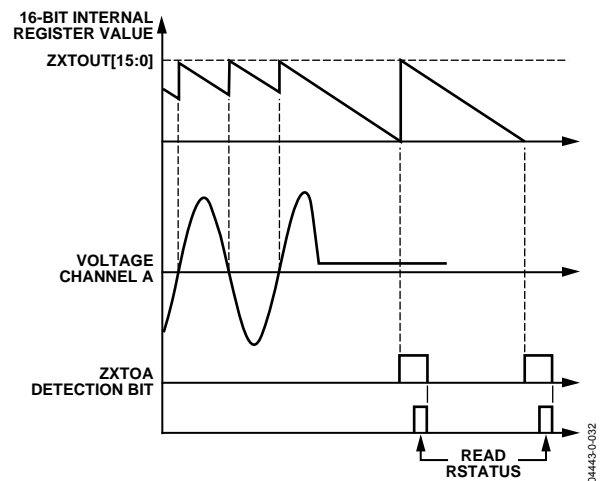 16-BIT INTERNAL
REGISTER VALUE
ZXTOUT[15:0]
VOLTAGE
CHANNEL A
ZXTOA
DETECTION BIT
READ
RSTATUS
04443-0-032